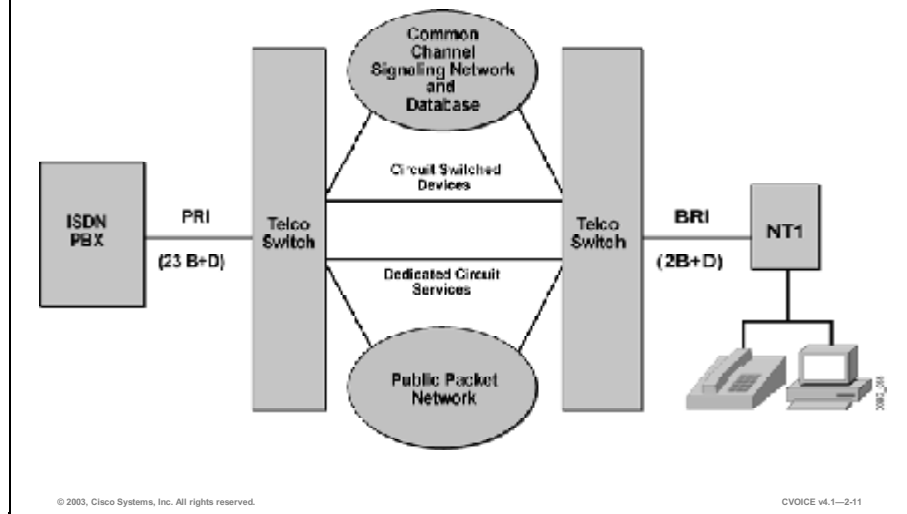 Common
Channel
Signaling Network
and
Database
Circuit Switched
Devices
ISDN
PBX
PRI
(23 B+D)
Telco
Switch
Telco
Switch
BRI
(2B+D)
NT1
Dedicated Circuit
Services
Public Packet
Network
© 2003, Cisco Systems, Inc. All rights reserved.
CVOICE v4.1—2-11